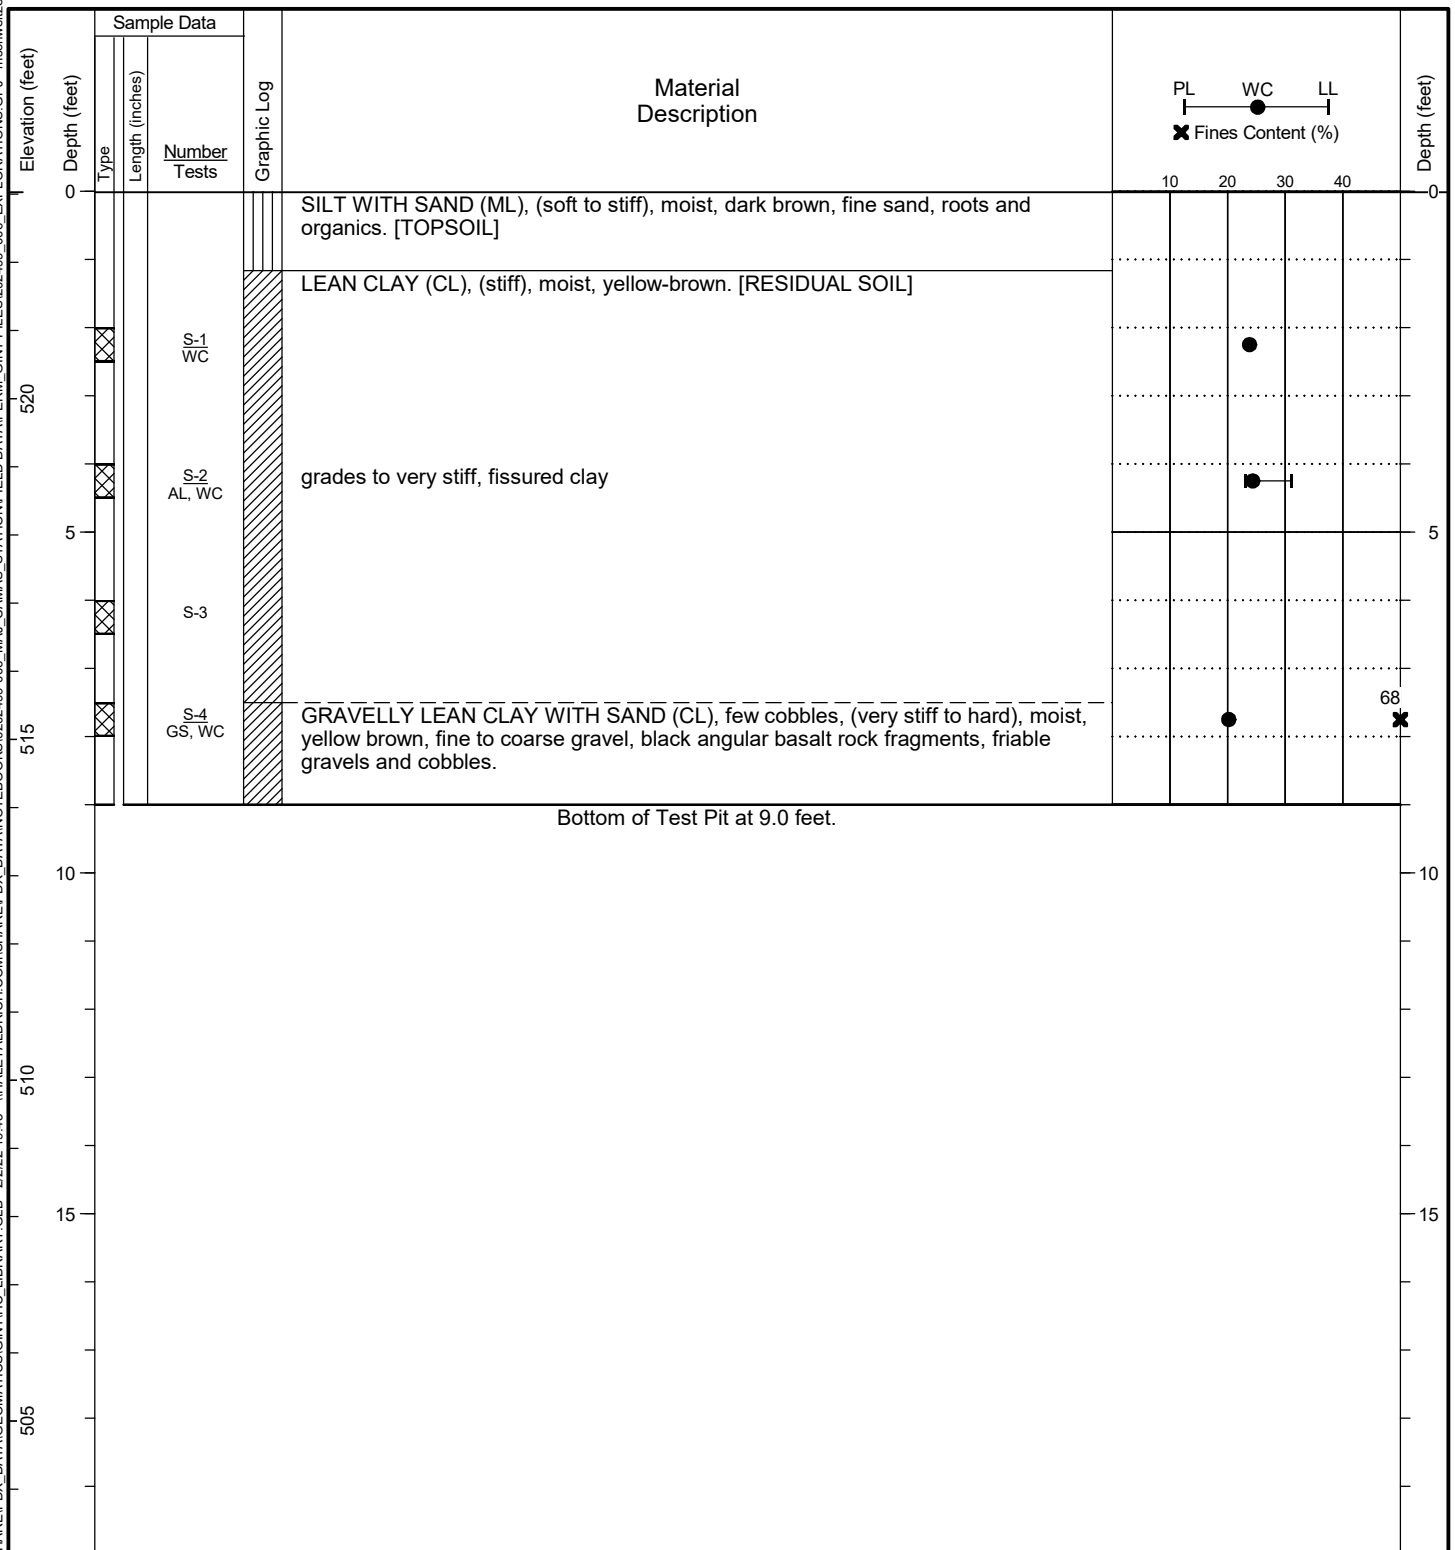 Sample Data
Elevation (feet)
Depth (feet)
Type
Length (inches)
Number
Tests
Graphic Log
Material
Description
PL WC LL
Fines Content (%)
Depth (feet)
10 20 30 40
0
0
SILT WITH SAND (ML), (soft to stiff), moist, dark brown, fine sand, roots and
organics. [TOPSOIL]
LEAN CLAY (CL), (stiff), moist, yellow-brown. [RESIDUAL SOIL]
S-1
WC
520
S-2
AL, WC
grades to very stiff, fissured clay
5
5
S-3
68
S-4
GS, WC
GRAVELLY LEAN CLAY WITH SAND (CL), few cobbles, (very stiff to hard), moist,
yellow brown, fine to coarse gravel, black angular basalt rock fragments, friable
gravels and cobbles.
515
Bottom of Test Pit at 9.0 feet.
10
10
510
15
15
505